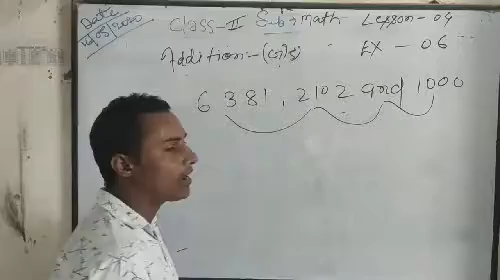 Date
Class-II Sub:- Math Lesson-04
Addition:- EX-06
6381, 2102 and 1000